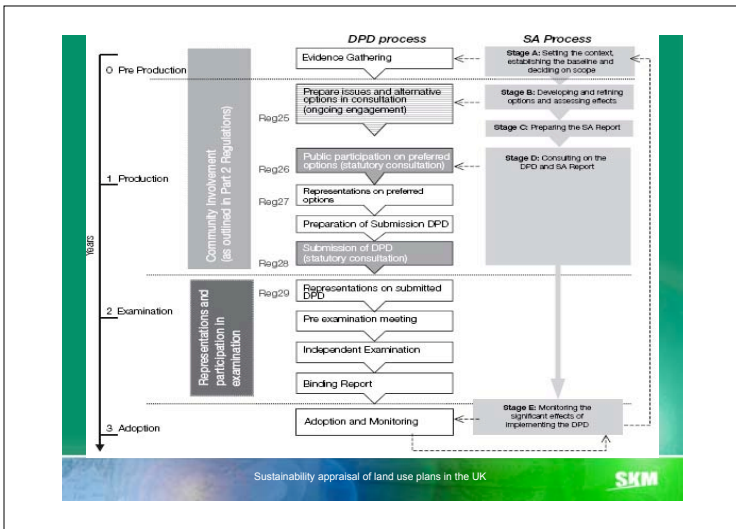 DPD process
SA Process
0 Pre Production
1 Production
2 Examination
3 Adoption
Years
Community Involvement
(as outlined in Part 2 Regulations)
Representations and
participation in
examination
Reg25
Reg26
Reg27
Reg28
Reg29
Evidence Gathering
Prepare issues and alternative
options in consultation
(ongoing engagement)
Public participation on preferred
options (statutory consultation)
Representations on preferred
options
Preparation of Submission DPD
Submission of DPD
(statutory consultation)
Representations on submitted
DPD
Pre examination meeting
Independent Examination
Binding Report
Adoption and Monitoring
Stage A: Setting the context,
establishing the baseline and
deciding on scope
Stage B: Developing and refining
options and assessing effects
Stage C: Preparing the SA Report
Stage D: Consulting on the
DPD and SA Report
Stage E: Monitoring the
significant effects of
implementing the DPD
Sustainability appraisal of land use plans in the UK
SKM